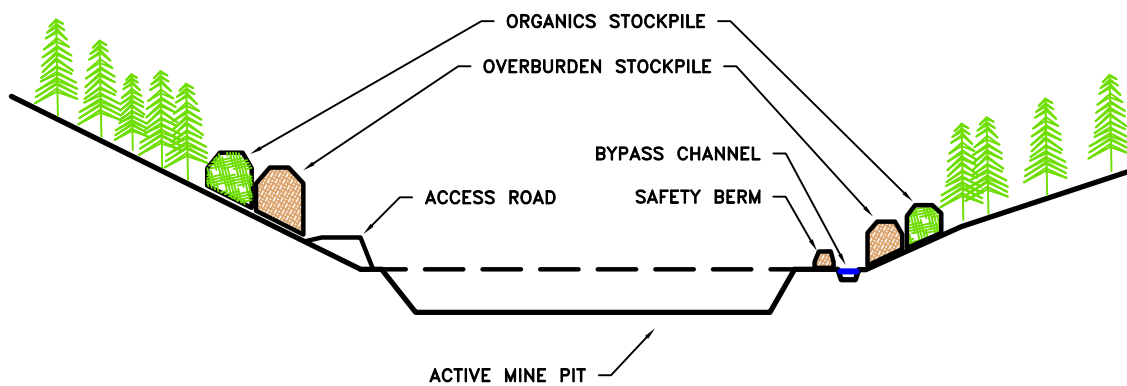 ORGANICS STOCKPILE
OVERBURDEN STOCKPILE
BYPASS CHANNEL
ACCESS ROAD
SAFETY BERM
ACTIVE MINE PIT